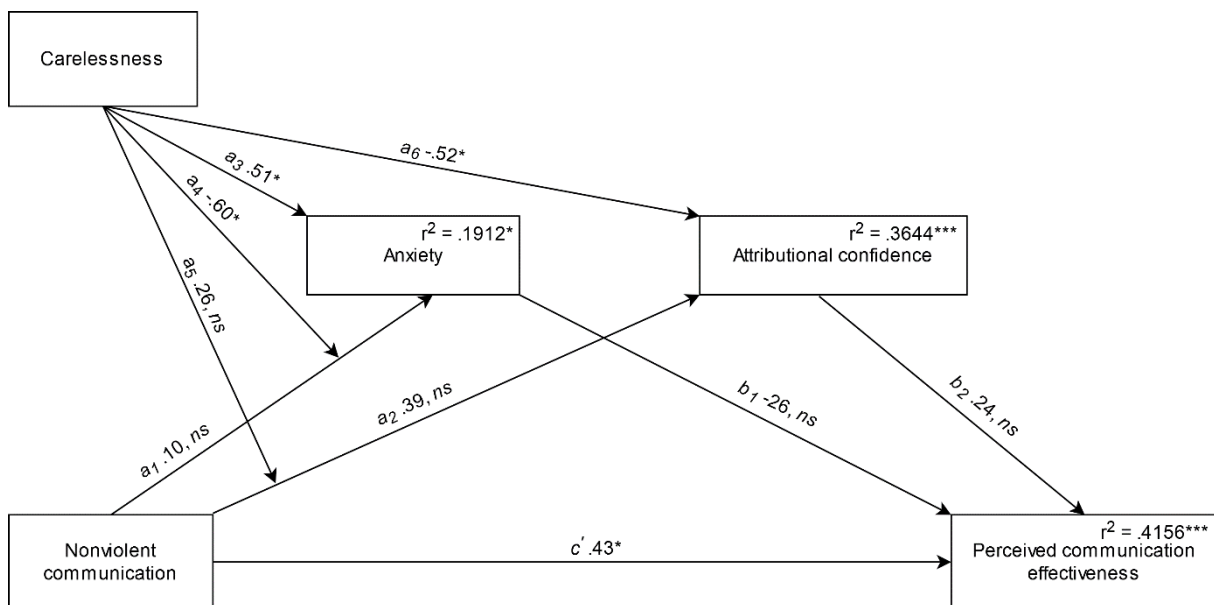 Carelessness
a6 -.52*
a3 .51*
a4 -.60*
a5 .26, ns
r2 = .1912*
Anxiety
r2 = .3644***
Attributional confidence
a1 .10, ns
a2 .39, ns
b1 -26, ns
b2 .24, ns
Nonviolent
communication
c' .43*
r2 = .4156***
Perceived communication
effectiveness